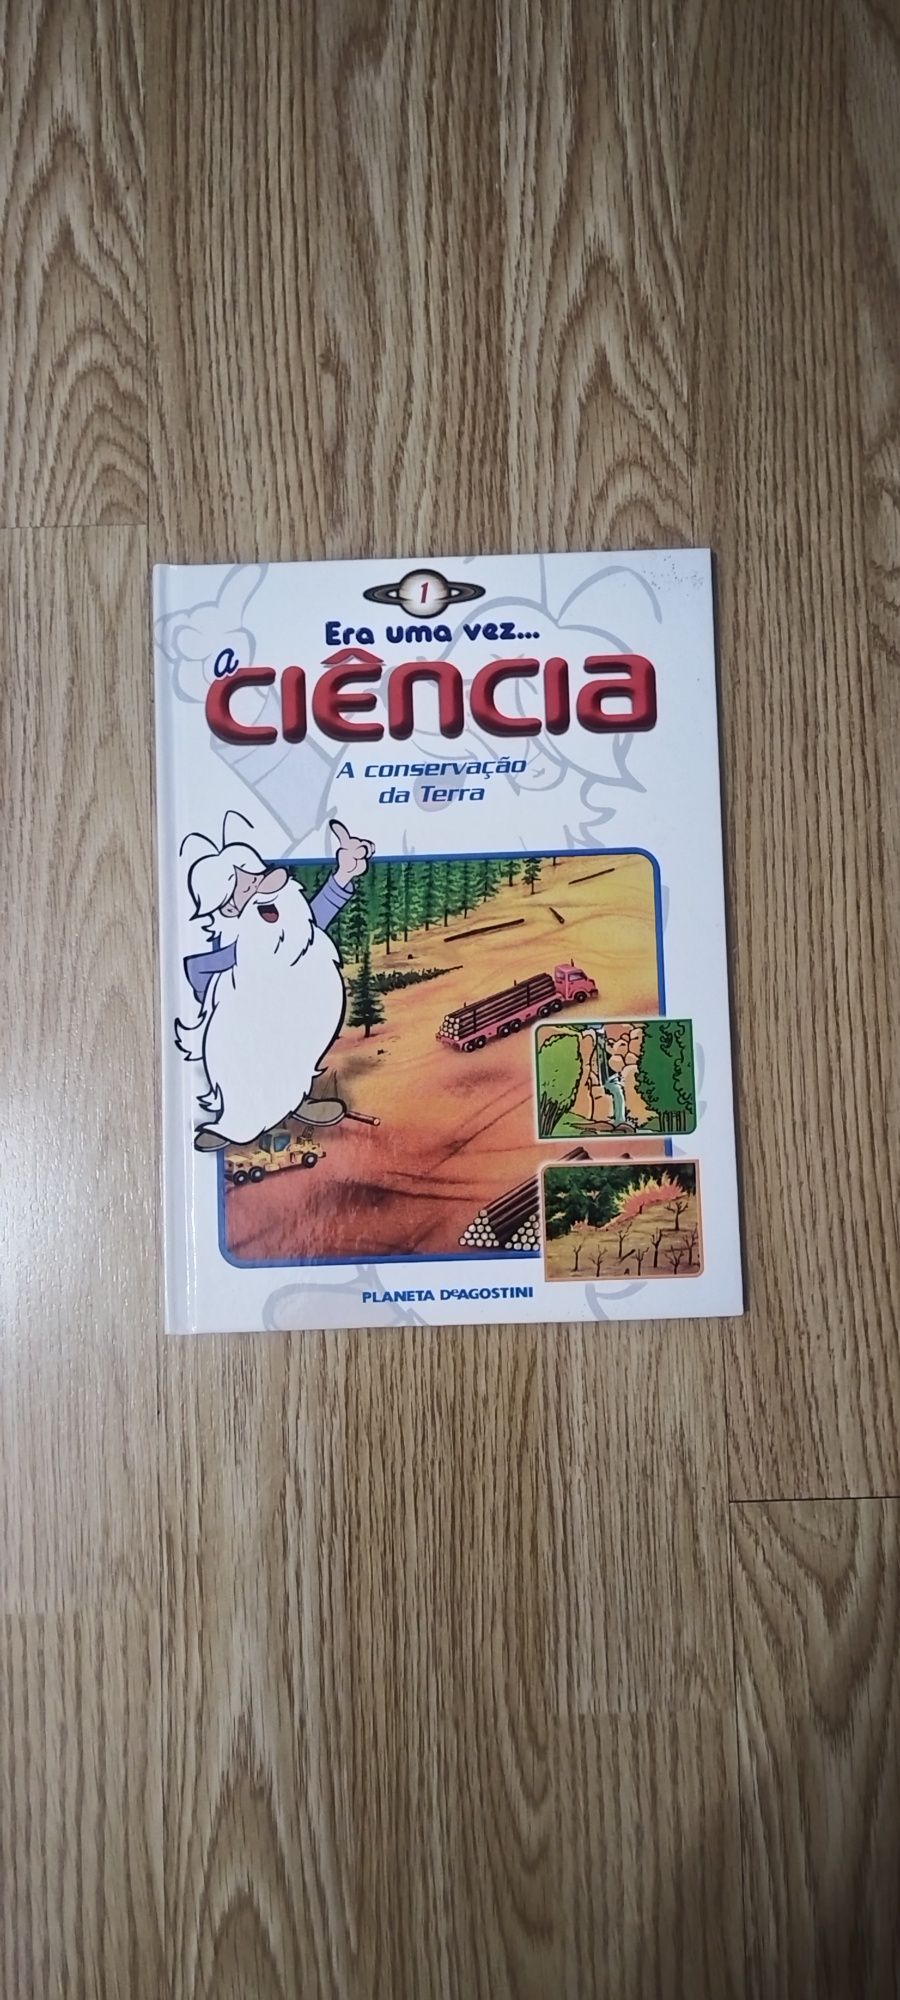 1
Era uma vez...
a
CIÊNCIA
A conservação
da Terra
PLANETA DeAGOSTINI